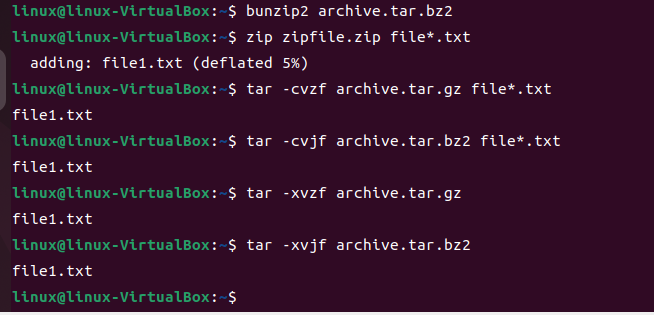 linux@linux-VirtualBox:~$ bunzip2 archive.tar.bz2
linux@linux-VirtualBox:~$ zip zipfile.zip file*.txt
  adding: file1.txt (deflated 5%)
linux@linux-VirtualBox:~$ tar -cvzf archive.tar.gz file*.txt
file1.txt
linux@linux-VirtualBox:~$ tar -cvjf archive.tar.bz2 file*.txt
file1.txt
linux@linux-VirtualBox:~$ tar -xvzf archive.tar.gz
file1.txt
linux@linux-VirtualBox:~$ tar -xvjf archive.tar.bz2
file1.txt
linux@linux-VirtualBox:~$